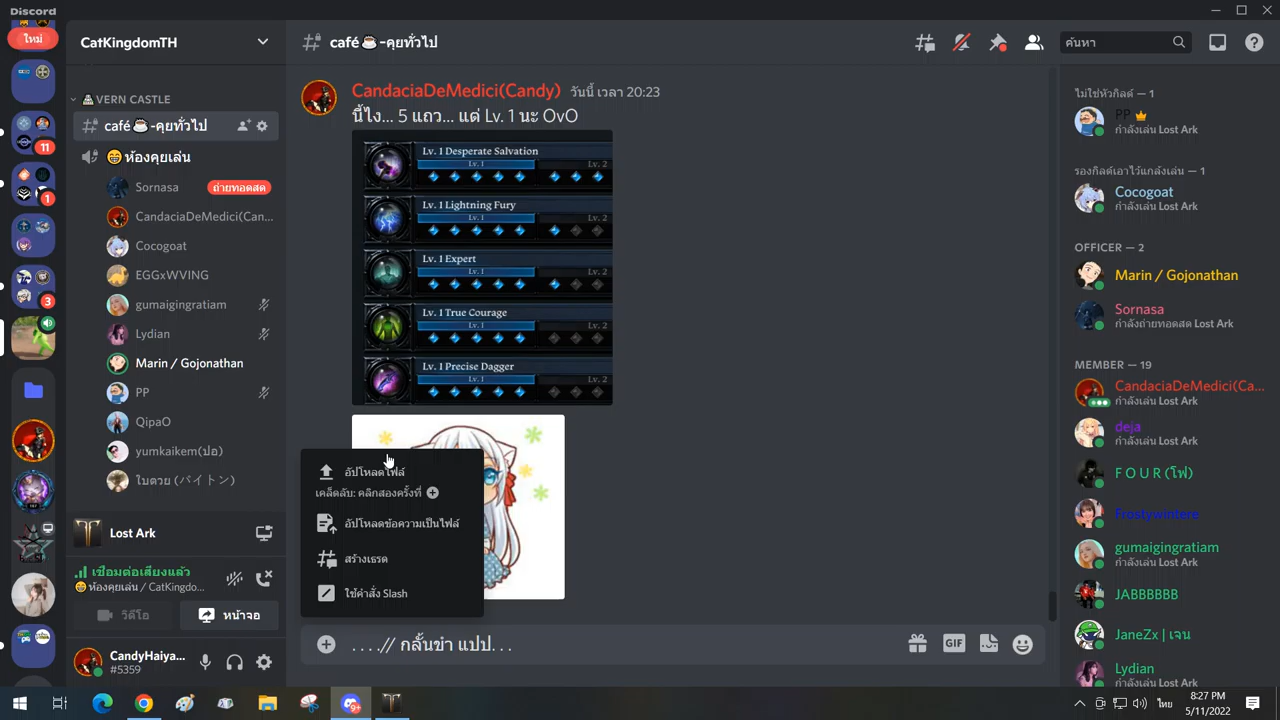 Discord
ใหม่
CatKingdomTH
café☕-คุยทั่วไป
ค้นหา
VERN CASTLE
café☕-คุยทั่วไป
😁ห้องคุยเล่น
Sornasa
ถ่ายทอดสด
CandaciaDeMedici(Can...
Cocogoat
EGGxWVING
gumaigingratiam
Lydian
Marin / Gojonathan
PP
QipaO
yumkaikem(ปอ)
ใบตวย (バイトン)
11
1
3
Lost Ark
เชื่อมต่อเสียงแล้ว
😁 ห้องคุยเล่น / CatKingdo...
วิดีโอ
หน้าจอ
CandyHaiya...
#5359
CandaciaDeMedici(Candy) วันนี้ เวลา 20:23
นี้ไง... 5 แถว... แต่ Lv. 1 นะ OvO
Lv. 1 Desperate Salvation
Lv. 1 Lv. 2
Lv. 1 Lightning Fury
Lv. 1 Lv. 2
Lv. 1 Expert
Lv. 1 Lv. 2
Lv. 1 True Courage
Lv. 1 Lv. 2
Lv. 1 Precise Dagger
Lv. 1 Lv. 2
อัปโหลดไฟล์
เคล็ดลับ: คลิกสองครั้งที่
อัปโหลดข้อความเป็นไฟล์
สร้างเธรด
ใช้คำสั่ง Slash
. . . .// กลั้นขำ แปป. . .
GIF
ไม่ใช่หัวกิลด์ — 1
PP
กำลังเล่น Lost Ark
รองกิลด์เอาไว้แกล้งเล่น — 1
Cocogoat
กำลังเล่น Lost Ark
OFFICER — 2
Marin / Gojonathan
Sornasa
กำลังถ่ายทอดสด Lost Ark
MEMBER — 19
CandaciaDeMedici(Ca...
กำลังเล่น Lost Ark
deja
กำลังเล่น Lost Ark
F O U R (โฟ)
Frostywintere
gumaigingratiam
กำลังเล่น Lost Ark
JABBBBBB
JaneZx | เจน
Lydian
กำลังเล่น Lost Ark
9+
ไทย
8:27 PM
5/11/2022